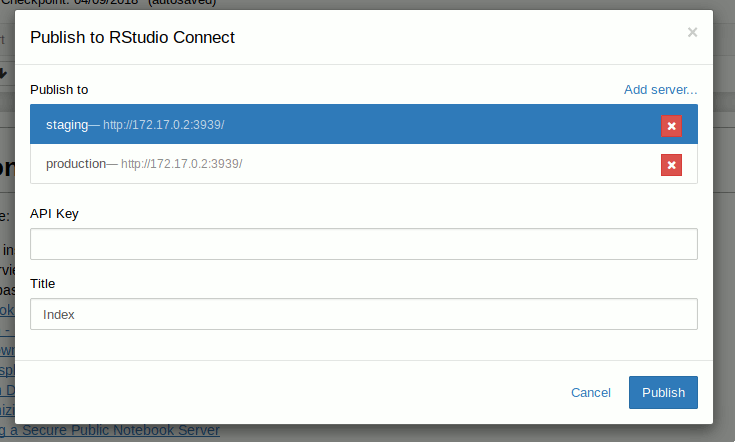 Checkpoint: 04/09/2018 (autosaved)
Publish to RStudio Connect
×
Publish to
Add server...
staging— http://172.17.0.2:3939/
production— http://172.17.0.2:3939/
API Key
Title
Index
Cancel
Publish
g a Secure Public Notebook Server